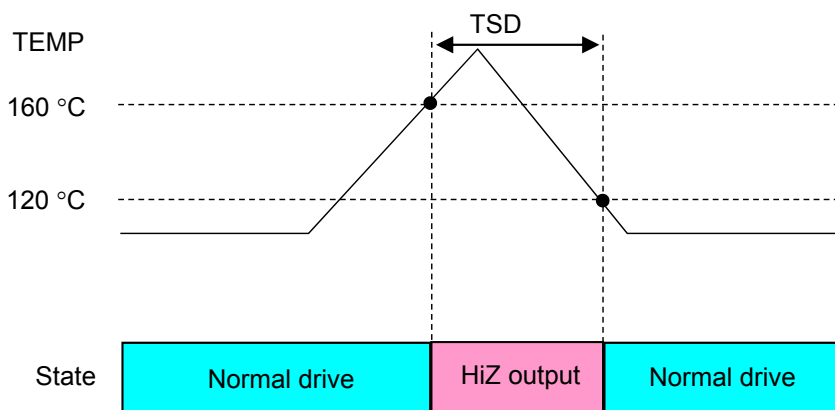 TSD
TEMP
160 °C
120 °C
State
Normal drive
HiZ output
Normal drive